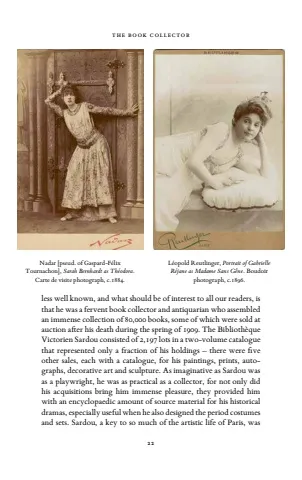 THE BOOK COLLECTOR
REUTLINGER
Nadar
Reutlinger
Nadar [pseud. of Gaspard-Félix
Tournachon], Sarah Bernhardt as Théodora.
Carte de visite photograph, c.1884.
Léopold Reutlinger, Portrait of Gabrielle
Réjane as Madame Sans Gêne. Boudoir
photograph, c.1896.
less well known, and what should be of interest to all our readers, is
that he was a fervent book collector and antiquarian who assembled
an immense collection of 80,000 books, some of which were sold at
auction after his death during the spring of 1909. The Bibliothèque
Victorien Sardou consisted of 2,197 lots in a two-volume catalogue
that represented only a fraction of his holdings – there were five
other sales, each with a catalogue, for his paintings, prints, auto-
graphs, decorative art and sculpture. As imaginative as Sardou was
as a playwright, he was as practical as a collector, for not only did
his acquisitions bring him immense pleasure, they provided him
with an encyclopaedic amount of source material for his historical
dramas, especially useful when he also designed the period costumes
and sets. Sardou, a key to so much of the artistic life of Paris, was
22